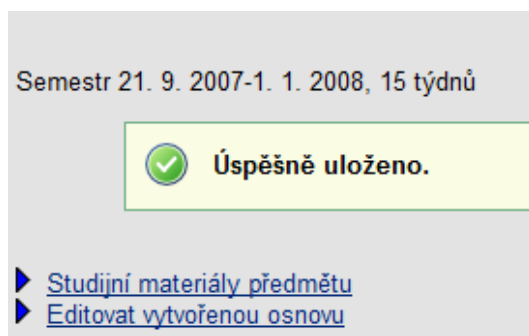 Semestr 21. 9. 2007-1. 1. 2008, 15 týdnů
Úspěšně uloženo.
Studijní materiály předmětu
Editovat vytvořenou osnovu